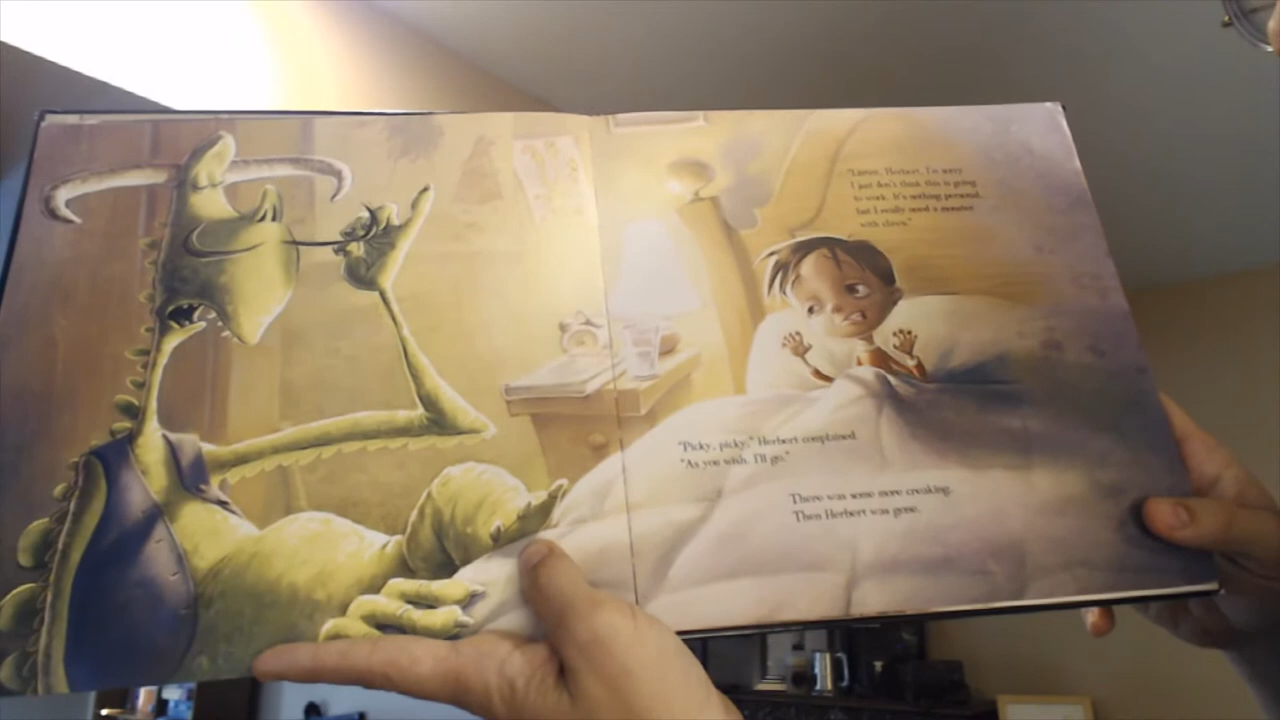 "Listen, Herbert, I'm sorry
I just don't think this is going
to work. It's nothing personal,
but I really need a monster
with claws."
"Picky, picky," Herbert complained.
"As you wish. I'll go."
There was some more creaking.
Then Herbert was gone.